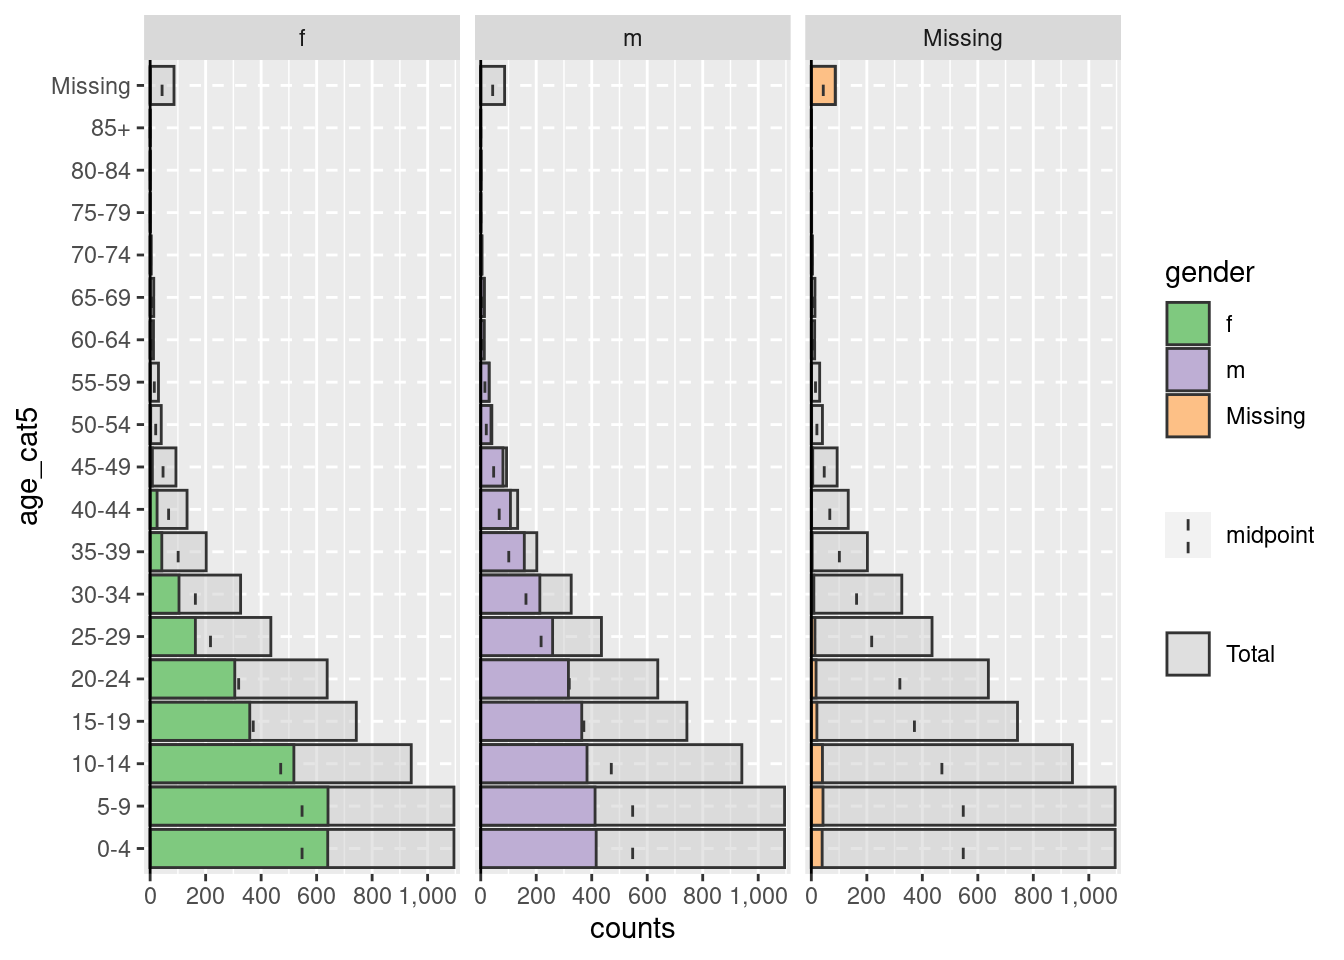 f m Missing
Missing
85+
80-84
75-79
70-74
65-69
60-64
55-59
50-54
45-49
40-44
35-39
30-34
25-29
20-24
15-19
10-14
5-9
0-4
age_cat5
0 200 400 600 800 1,000 0 200 400 600 800 1,000 0 200 400 600 800 1,000
counts
gender
f
m
Missing
midpoint
Total